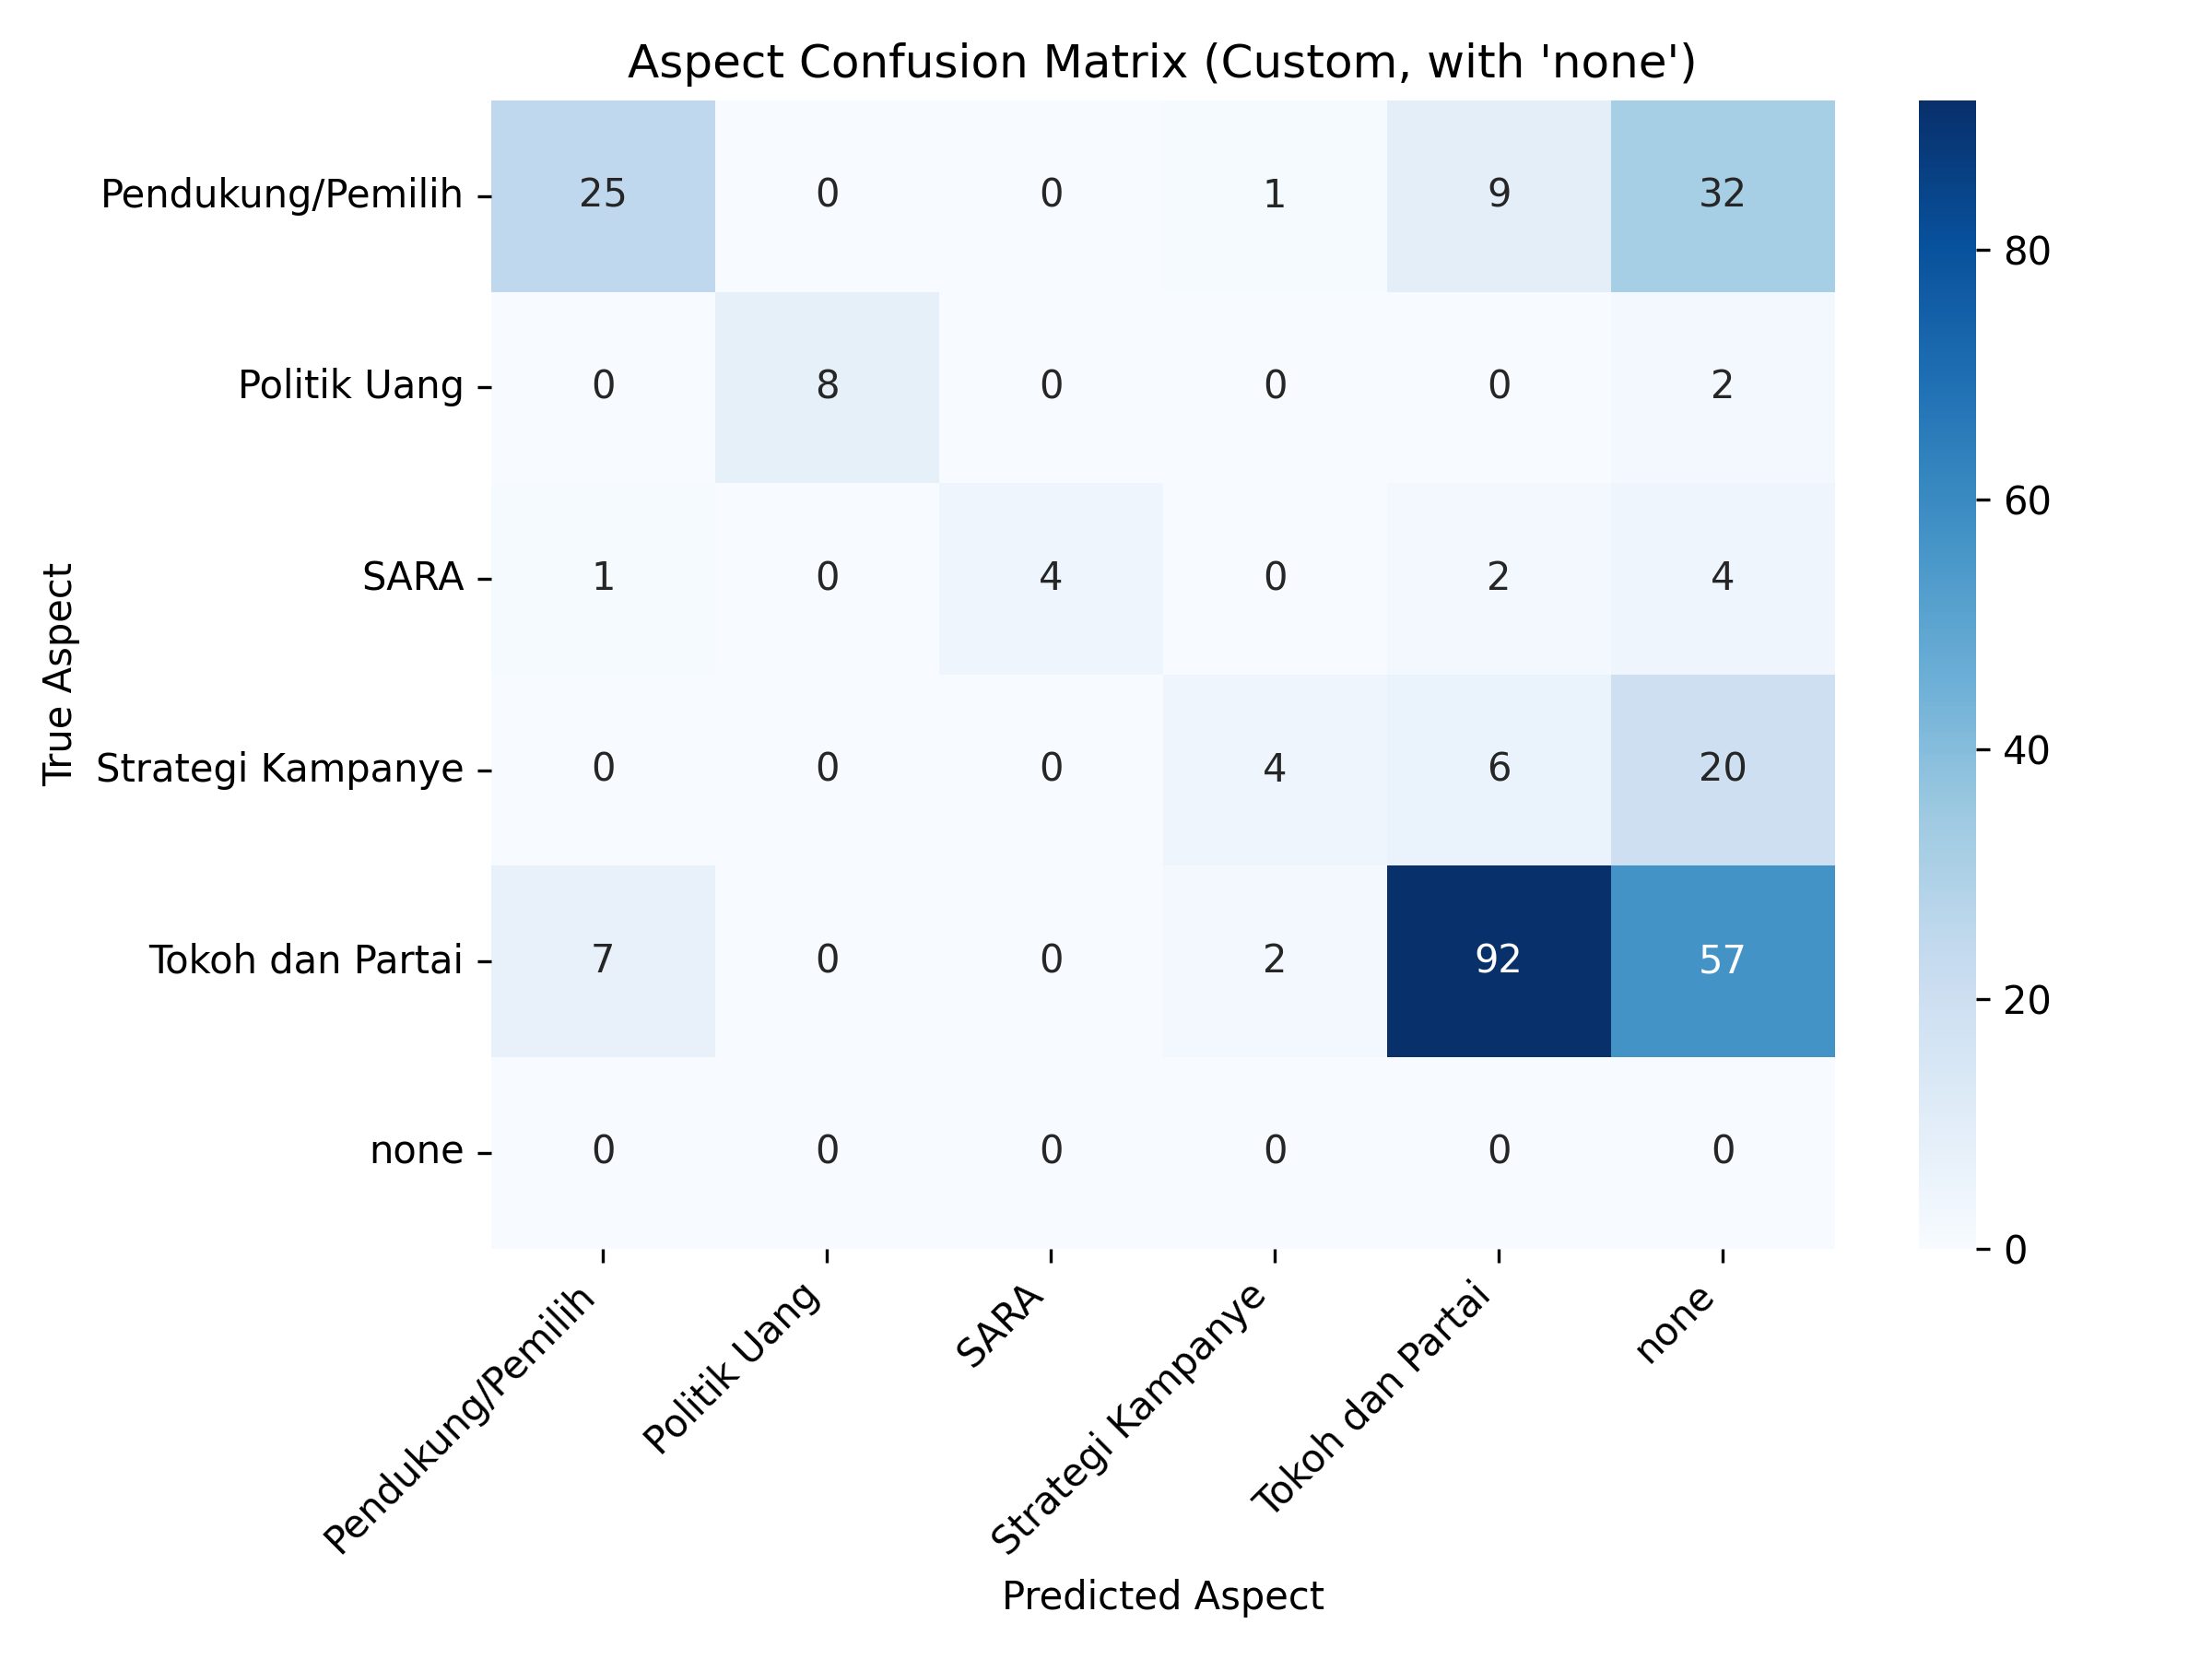 Aspect Confusion Matrix (Custom, with 'none')
True Aspect
Pendukung/Pemilih 25 0 0 1 9 32
Politik Uang 0 8 0 0 0 2
SARA 1 0 4 0 2 4
Strategi Kampanye 0 0 0 4 6 20
Tokoh dan Partai 7 0 0 2 92 57
none 0 0 0 0 0 0
Pendukung/Pemilih
Politik Uang
SARA
Strategi Kampanye
Tokoh dan Partai
none
Predicted Aspect
80
60
40
20
0